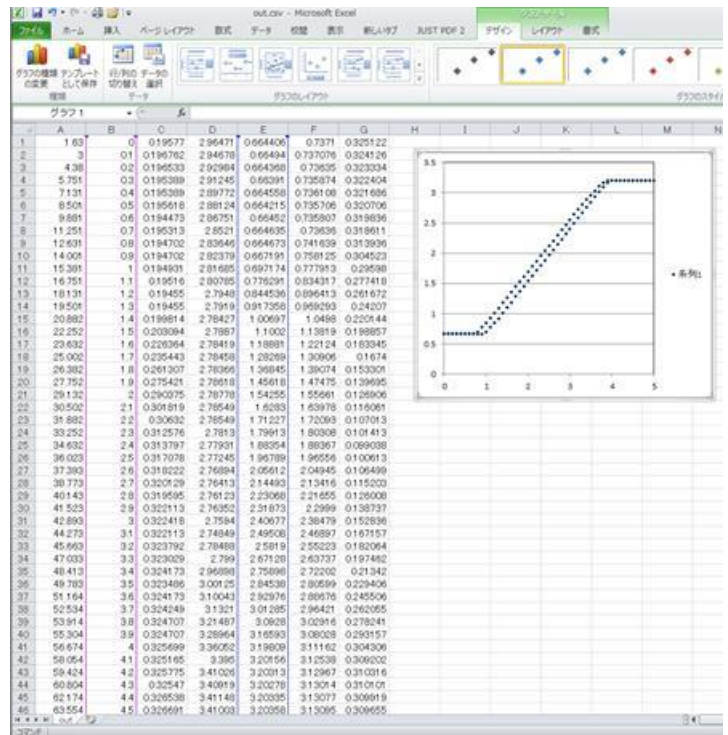 out.csv - Microsoft Excel
ファイル ホーム 挿入 ページ レイアウト 数式 データ 校閲 表示 新しいタブ JUST PDF 2 デザイン レイアウト 書式
グラフの種類の変更 テンプレートとして保存 行/列の切り替え データの選択
種類 データ グラフのレイアウト
グラフ 1 fx
A B C D E F G H I J K L M N
1 1.63 0 0.19577 2.96471 0.664406 0.7371 0.325122
2 3 0.1 0.196762 2.94678 0.66494 0.737076 0.324126
3 4.38 0.2 0.196533 2.92984 0.664368 0.73635 0.323334
4 5.751 0.3 0.195389 2.91245 0.66391 0.735874 0.322404
5 7.131 0.4 0.195389 2.89772 0.664558 0.736108 0.321686
6 8.501 0.5 0.195618 2.88124 0.664215 0.735706 0.320706
7 9.881 0.6 0.194473 2.86751 0.66452 0.735807 0.319836
8 11.251 0.7 0.195313 2.8521 0.664635 0.73636 0.318611
9 12.631 0.8 0.194702 2.83646 0.664673 0.741639 0.313936
10 14.001 0.9 0.194702 2.82379 0.667191 0.758125 0.304523
11 15.381 1 0.194931 2.81685 0.697174 0.777913 0.29598
12 16.751 1.1 0.19516 2.80785 0.776291 0.834317 0.277418
13 18.131 1.2 0.19455 2.7948 0.844536 0.896413 0.261672
14 19.501 1.3 0.19455 2.7919 0.917358 0.969293 0.24207
15 20.882 1.4 0.199814 2.78427 1.00697 1.0498 0.220144
16 22.252 1.5 0.203094 2.7887 1.1002 1.13819 0.198857
17 23.632 1.6 0.226364 2.78419 1.18881 1.22124 0.183345
18 25.002 1.7 0.235443 2.78458 1.28269 1.30906 0.1674
19 26.382 1.8 0.261307 2.78366 1.36845 1.39074 0.153301
20 27.752 1.9 0.275421 2.78618 1.45618 1.47475 0.139695
21 29.132 2 0.290375 2.78778 1.54255 1.55661 0.126906
22 30.502 2.1 0.301819 2.78549 1.6283 1.63978 0.116061
23 31.882 2.2 0.30632 2.78549 1.71227 1.72093 0.107013
24 33.252 2.3 0.312576 2.7813 1.79913 1.80308 0.101413
25 34.632 2.4 0.313797 2.77931 1.88354 1.88367 0.099038
26 36.023 2.5 0.317078 2.77245 1.96789 1.96556 0.100613
27 37.393 2.6 0.318222 2.76894 2.05612 2.04945 0.106499
28 38.773 2.7 0.320129 2.76413 2.14493 2.13416 0.115203
29 40.143 2.8 0.319595 2.76123 2.23068 2.21655 0.126008
30 41.523 2.9 0.322113 2.76352 2.31873 2.2999 0.138737
31 42.893 3 0.322418 2.7594 2.40677 2.38479 0.152836
32 44.273 3.1 0.322113 2.74849 2.49508 2.46897 0.167157
33 45.663 3.2 0.323792 2.78488 2.5819 2.55223 0.182064
34 47.033 3.3 0.323029 2.799 2.67128 2.63737 0.197462
35 48.413 3.4 0.324173 2.96898 2.75898 2.72202 0.21342
36 49.783 3.5 0.323486 3.00125 2.84538 2.80599 0.229406
37 51.164 3.6 0.324173 3.10043 2.92976 2.88676 0.245506
38 52.534 3.7 0.324249 3.1321 3.01285 2.96421 0.262055
39 53.914 3.8 0.324707 3.21487 3.0928 3.02916 0.278241
40 55.304 3.9 0.324707 3.28964 3.16593 3.08028 0.293157
41 56.674 4 0.325699 3.36052 3.19809 3.11162 0.304306
42 58.054 4.1 0.325165 3.395 3.20156 3.12538 0.309202
43 59.424 4.2 0.325775 3.41026 3.20313 3.12967 0.310316
44 60.804 4.3 0.32547 3.40919 3.20278 3.13014 0.310101
45 62.174 4.4 0.326538 3.41148 3.20335 3.13077 0.309919
46 63.554 4.5 0.326691 3.41003 3.20358 3.13095 0.309655
3.5
3
2.5
2
1.5
1
0.5
0
0 1 2 3 4 5
系列1
out